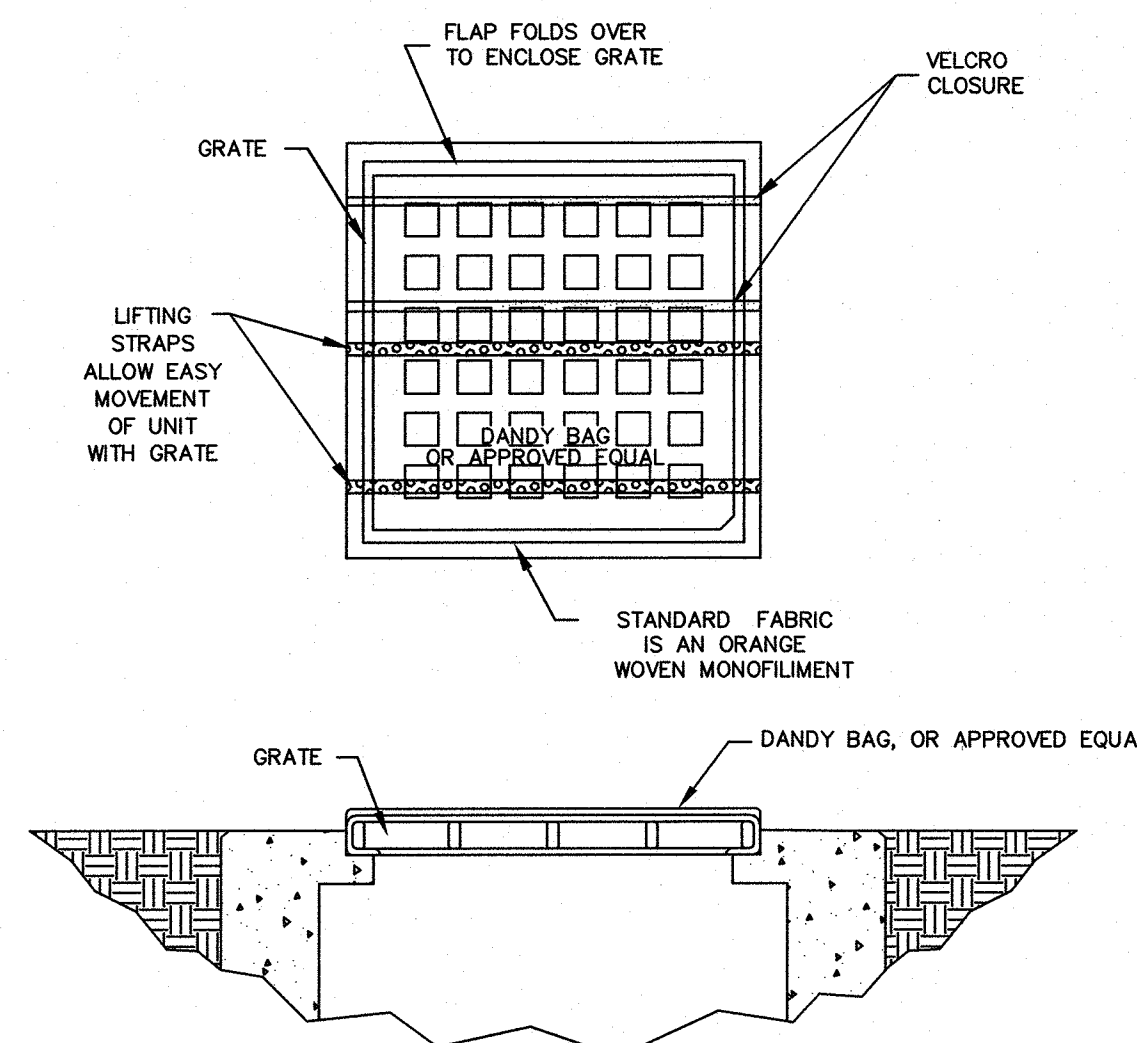 FLAP FOLDS OVER
TO ENCLOSE GRATE
VELCRO
CLOSURE
GRATE
LIFTING
STRAPS
ALLOW EASY
MOVEMENT
OF UNIT
WITH GRATE
DANDY BAG
OR APPROVED EQUAL
STANDARD FABRIC
IS AN ORANGE
WOVEN MONOFILIMENT
DANDY BAG, OR APPROVED EQUA
GRATE